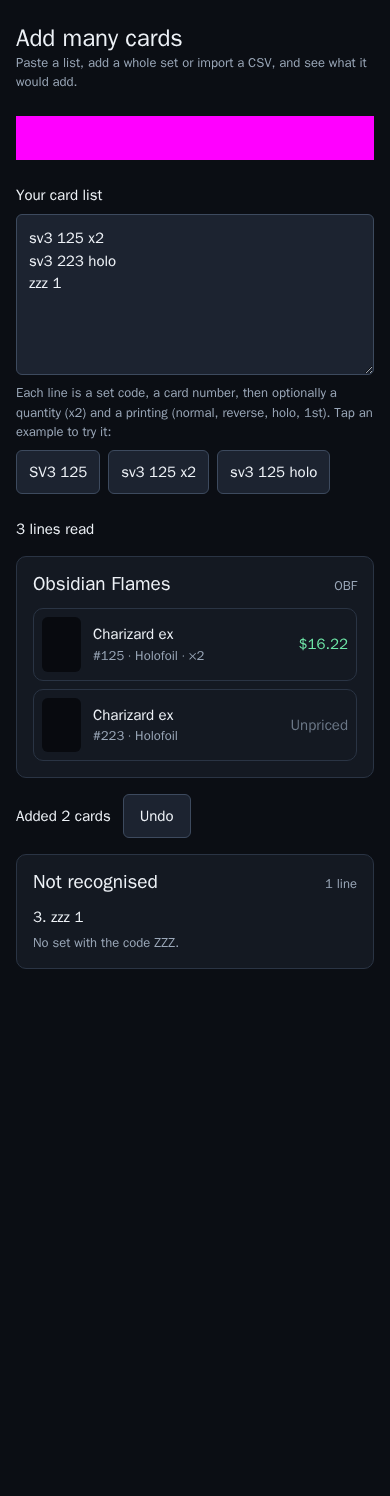 Add many cards
Paste a list, add a whole set or import a CSV, and see what it
would add.
Your card list
sv3 125 x2
sv3 223 holo
zzz 1
Each line is a set code, a card number, then optionally a
quantity (x2) and a printing (normal, reverse, holo, 1st). Tap an
example to try it:
SV3 125
sv3 125 x2
sv3 125 holo
3 lines read
Obsidian Flames
OBF
Charizard ex
$16.22
#125 · Holofoil · ×2
Charizard ex
Unpriced
#223 · Holofoil
Added 2 cards
Undo
Not recognised
1 line
3. zzz 1
No set with the code ZZZ.